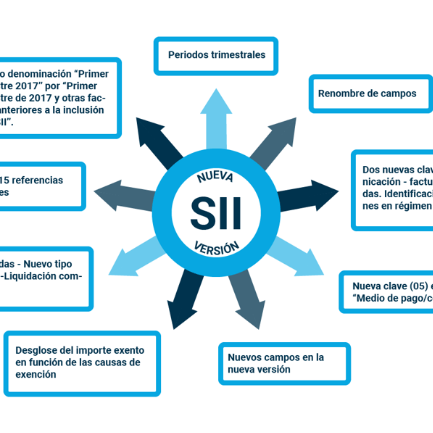 Periodos trimestrales
o denominación “Primer
tre 2017” por “Primer
tre de 2017 y otras fac-
anteriores a la inclusión
SII”.
Renombre de campos
NUEVA
SII
VERSIÓN
15 referencias
es
Dos nuevas clav
nicación - factu
das. Identificaci
nes en régimen
das - Nuevo tipo
-Liquidación com-
Nueva clave (05) e
“Medio de pago/c
Desglose del importe exento
en función de las causas de
exención
Nuevos campos en la
nueva versión